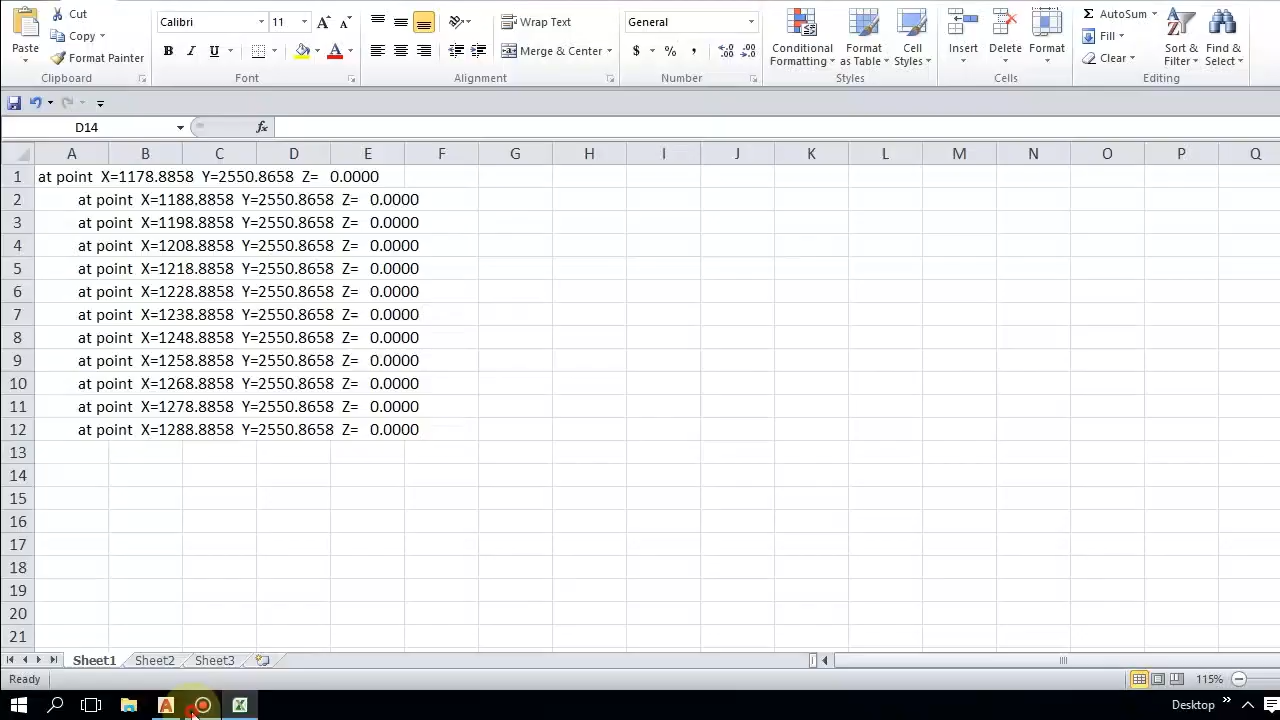 Cut
Copy
Format Painter
Paste
Clipboard
Calibri 11 A A
B I U A
Font
Wrap Text
Merge & Center
Alignment
General
$ % , .0 .00 .00 .0
Number
Conditional Formatting
Format as Table
Cell Styles
Styles
Insert
Delete
Format
Cells
Σ AutoSum
Fill
Clear
Sort & Filter
Find & Select
Editing
D14 fx
A B C D E F G H I J K L M N O P Q
1 at point X=1178.8858 Y=2550.8658 Z= 0.0000
2 at point X=1188.8858 Y=2550.8658 Z= 0.0000
3 at point X=1198.8858 Y=2550.8658 Z= 0.0000
4 at point X=1208.8858 Y=2550.8658 Z= 0.0000
5 at point X=1218.8858 Y=2550.8658 Z= 0.0000
6 at point X=1228.8858 Y=2550.8658 Z= 0.0000
7 at point X=1238.8858 Y=2550.8658 Z= 0.0000
8 at point X=1248.8858 Y=2550.8658 Z= 0.0000
9 at point X=1258.8858 Y=2550.8658 Z= 0.0000
10 at point X=1268.8858 Y=2550.8658 Z= 0.0000
11 at point X=1278.8858 Y=2550.8658 Z= 0.0000
12 at point X=1288.8858 Y=2550.8658 Z= 0.0000
13
14
15
16
17
18
19
20
21
Sheet1 Sheet2 Sheet3
Ready 115%
Desktop »